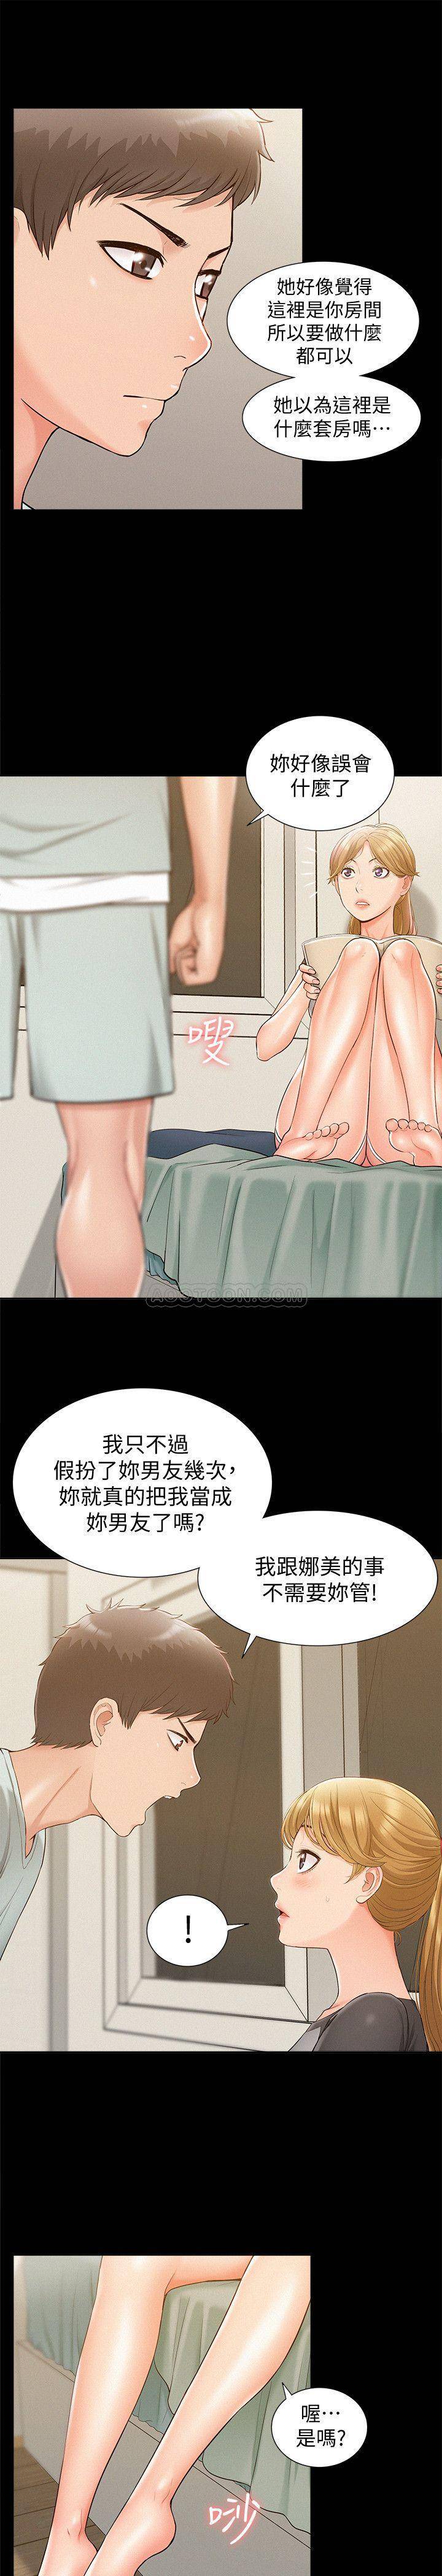 她好像覺得
這裡是你房間
所以要做什麼
都可以
她以為這裡是
什麼套房嗎…
妳好像誤會
什麼了
嗖
AGCTOON.COM
我只不過
假扮了妳男友幾次,
妳就真的把我當成
妳男友了嗎?
我跟娜美的事
不需要妳管!
!
喔…
是嗎?
唦